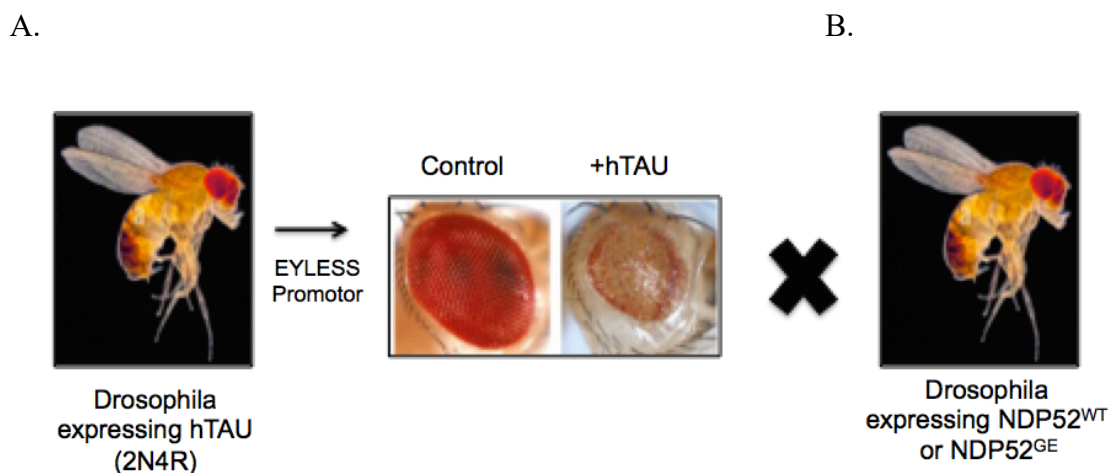 A.
B.
Control
+hTAU
EYLESS
Promotor
Drosophila
expressing hTAU
(2N4R)
Drosophila
expressing NDP52ᵂᵀ
or NDP52ᴳᴱ